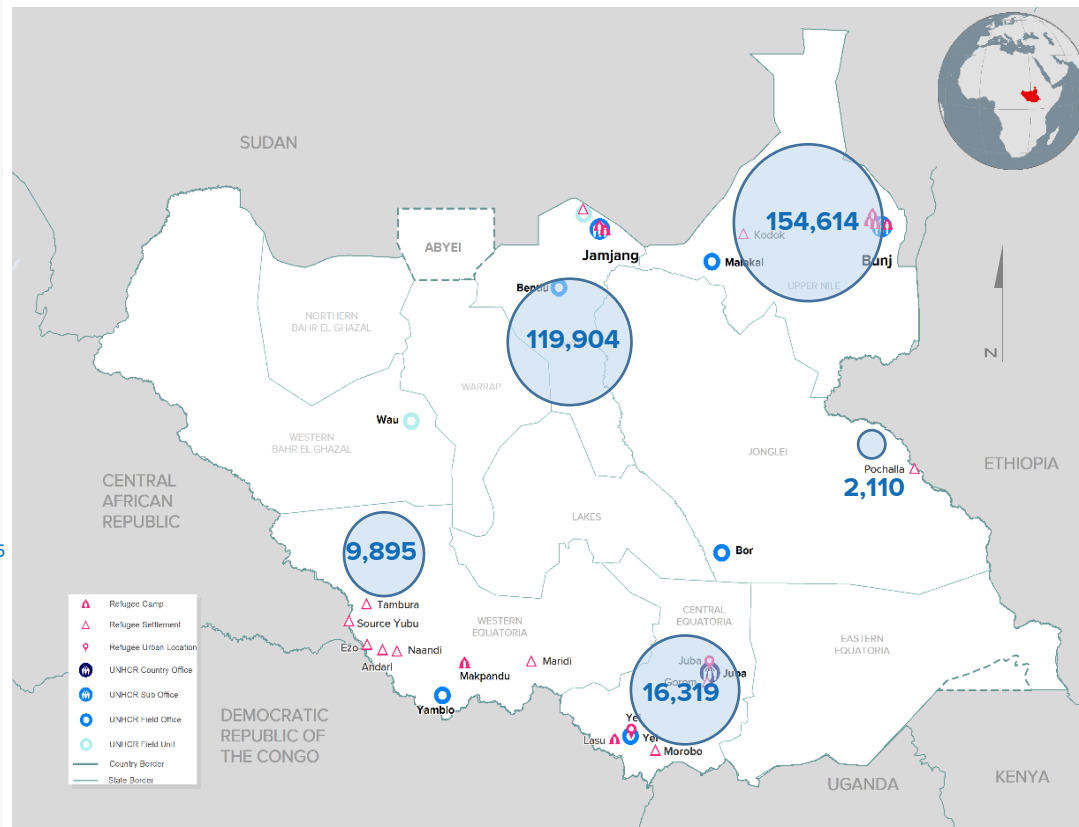 SUDAN
ABYEI
Jamjang
154,614
Kodok
Malakal
Bunj
UPPER NILE
Bentiu
NORTHERN
BAHR EL GHAZAL
119,904
WARRAP
N
Wau
WESTERN
BAHR EL GHAZAL
JONGLEI
Pochalla
2,110
ETHIOPIA
CENTRAL
AFRICAN
REPUBLIC
LAKES
5
9,895
Bor
Tambura
Source Yubu
Ezo
Andari
Naandi
WESTERN
EQUATORIA
Makpandu
Maridi
Yambio
CENTRAL
EQUATORIA
EASTERN
EQUATORIA
Juba
Juba
Gorom
16,319
Yei
Yei
Lasu
Morobo
DEMOCRATIC
REPUBLIC OF
THE CONGO
UGANDA
KENYA
Refugee Camp
Refugee Settlement
Refugee Urban Location
UNHCR Country Office
UNHCR Sub Office
UNHCR Field Office
UNHCR Field Unit
Country Border
State Border